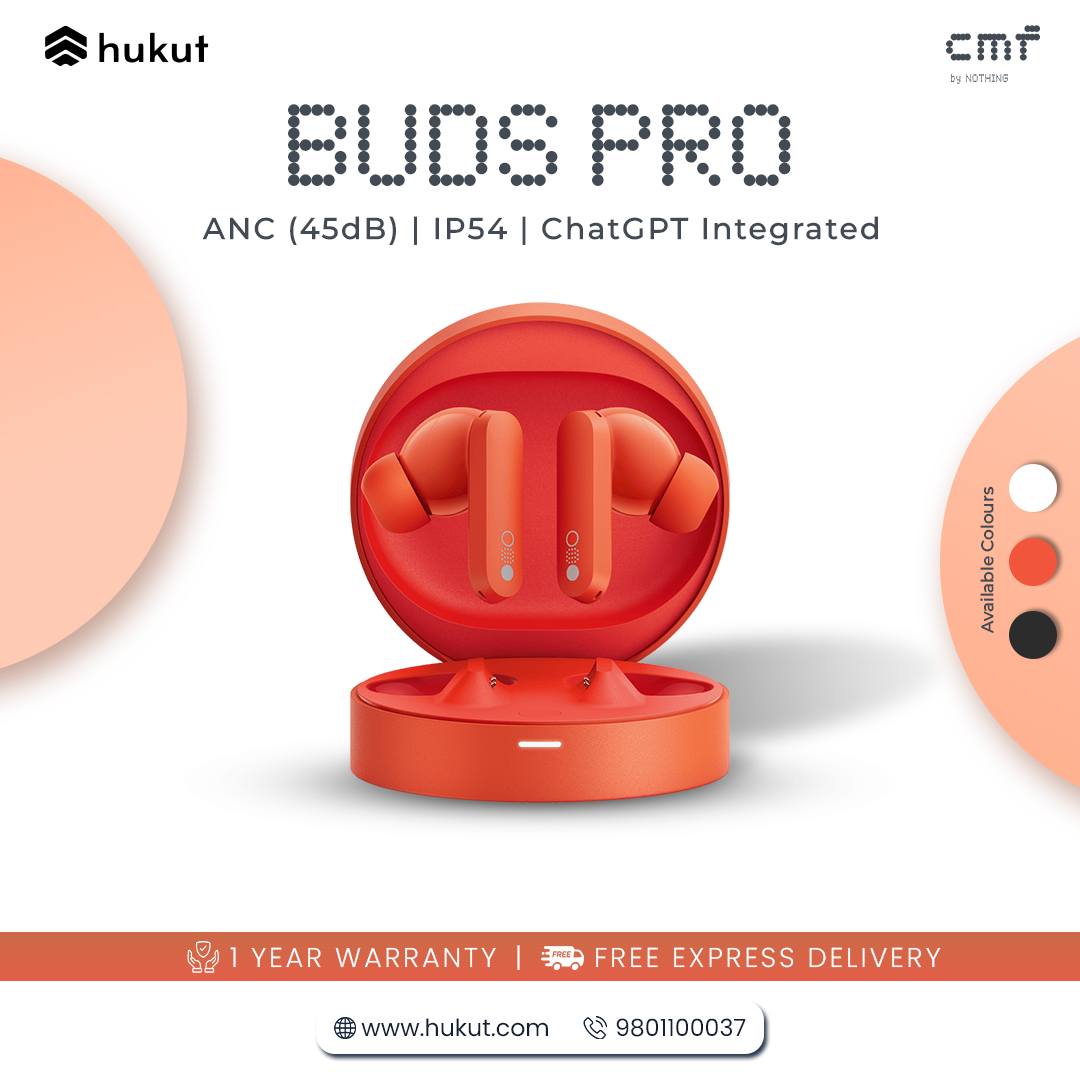 hukut
cmf
by NOTHING
BUDS PRO
ANC (45dB) | IP54 | ChatGPT Integrated
Available Colours
1 YEAR WARRANTY | FREE FREE EXPRESS DELIVERY
www.hukut.com 9801100037